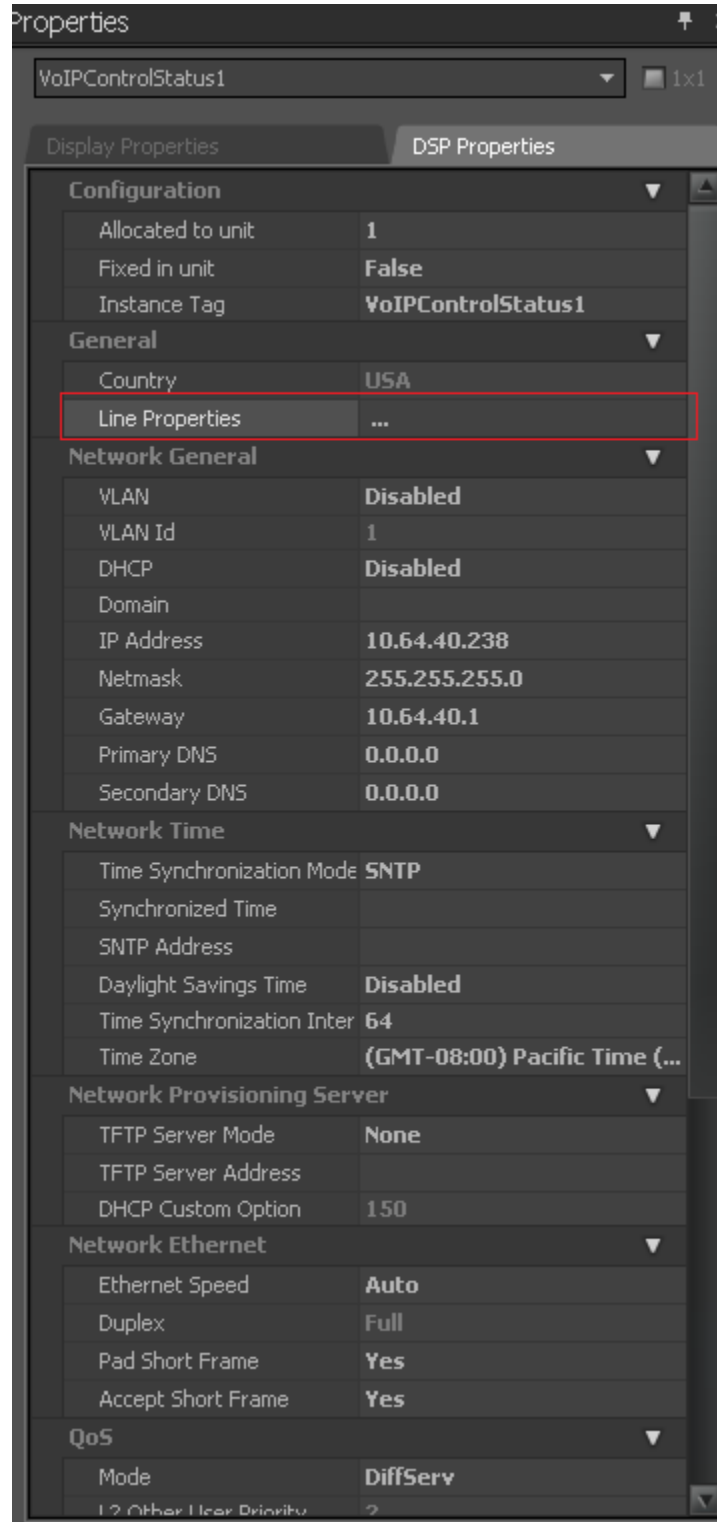 Properties
VoIPControlStatus1 1x1
Display Properties DSP Properties
Configuration
Allocated to unit 1
Fixed in unit False
Instance Tag VoIPControlStatus1
General
Country USA
Line Properties ...
Network General
VLAN Disabled
VLAN Id 1
DHCP Disabled
Domain
IP Address 10.64.40.238
Netmask 255.255.255.0
Gateway 10.64.40.1
Primary DNS 0.0.0.0
Secondary DNS 0.0.0.0
Network Time
Time Synchronization Mode SNTP
Synchronized Time
SNTP Address
Daylight Savings Time Disabled
Time Synchronization Inter 64
Time Zone (GMT-08:00) Pacific Time (...
Network Provisioning Server
TFTP Server Mode None
TFTP Server Address
DHCP Custom Option 150
Network Ethernet
Ethernet Speed Auto
Duplex Full
Pad Short Frame Yes
Accept Short Frame Yes
QoS
Mode DiffServ
L2 Other User Priority 2